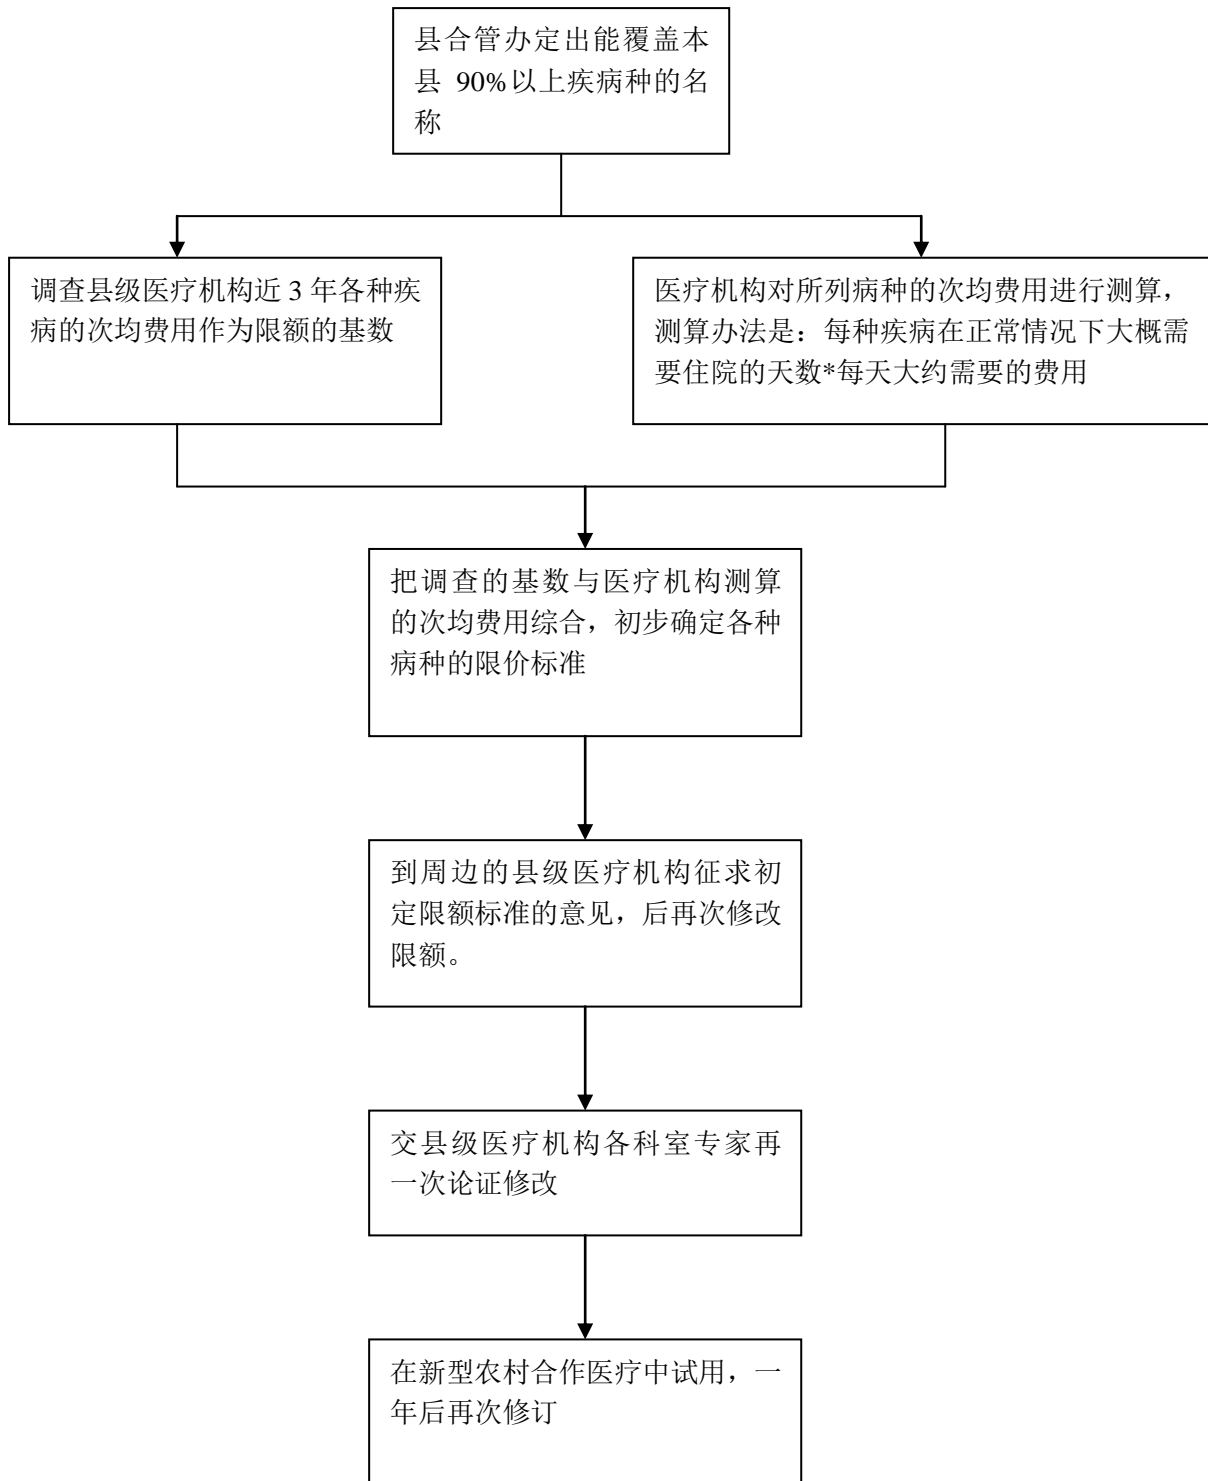 县合管办定出能覆盖本
县 90%以上疾病种的名
称
调查县级医疗机构近 3 年各种疾
病的次均费用作为限额的基数
医疗机构对所列病种的次均费用进行测算，
测算办法是：每种疾病在正常情况下大概需
要住院的天数*每天大约需要的费用
把调查的基数与医疗机构测算
的次均费用综合，初步确定各种
病种的限价标准
到周边的县级医疗机构征求初
定限额标准的意见，后再次修改
限额。
交县级医疗机构各科室专家再
一次论证修改
在新型农村合作医疗中试用，一
年后再次修订